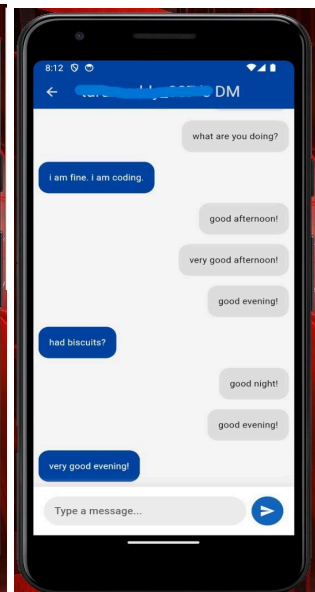 8:12
DM
what are you doing?
i am fine. i am coding.
good afternoon!
very good afternoon!
good evening!
had biscuits?
good night!
good evening!
very good evening!
Type a message...